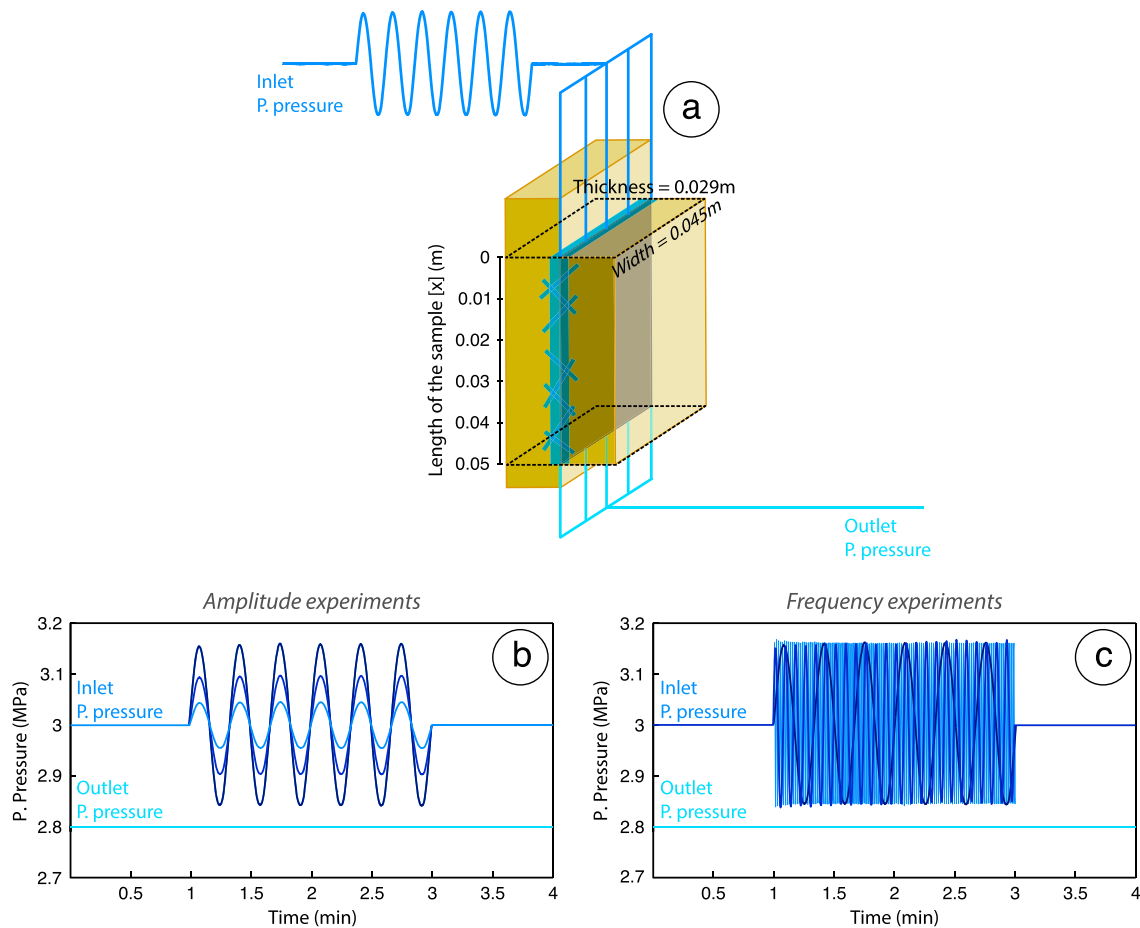 Inlet
P. pressure
a
Thickness = 0.029m
Width = 0.045m
Length of the sample [x] (m)
0
0.01
0.02
0.03
0.04
0.05
Outlet
P. pressure
Amplitude experiments
b
P. Pressure (MPa)
3.2
3.1
3
2.9
2.8
2.7
Inlet
P. pressure
Outlet
P. pressure
0.5 1 1.5 2 2.5 3 3.5 4
Time (min)
Frequency experiments
c
P. Pressure (MPa)
3.2
3.1
3
2.9
2.8
2.7
Inlet
P. pressure
Outlet
P. pressure
0.5 1 1.5 2 2.5 3 3.5 4
Time (min)